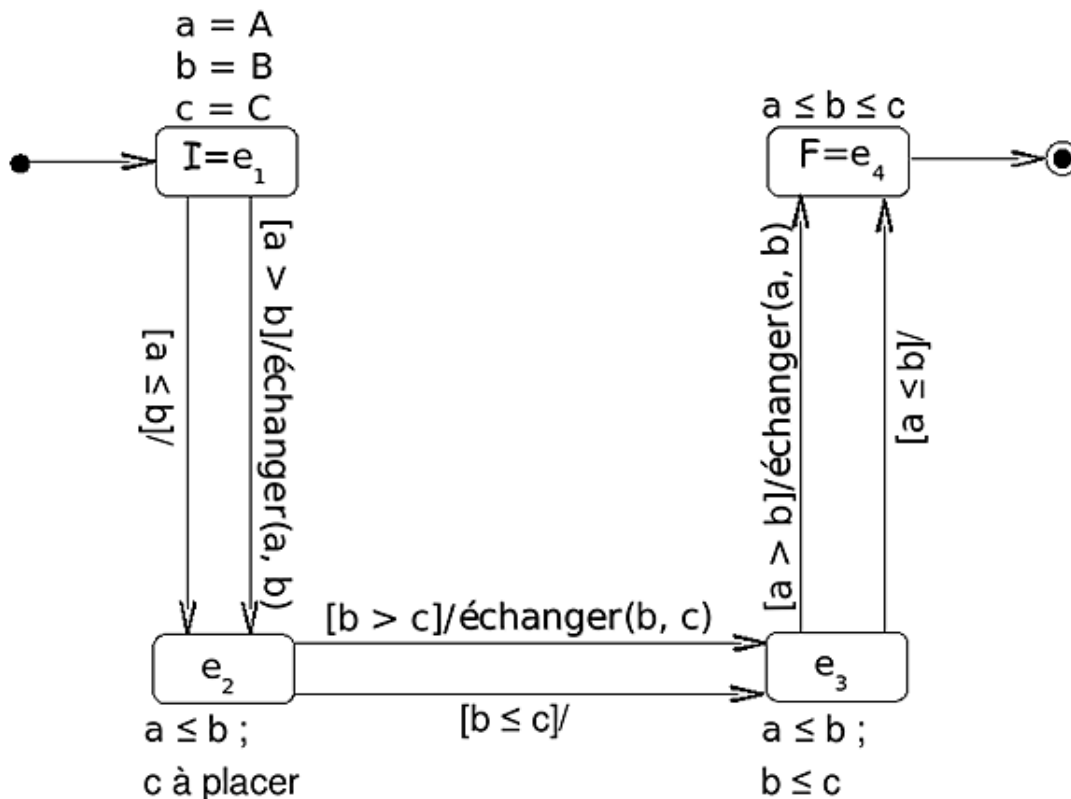 a = A
b = B
c = C
I=e₁
a ≤ b ≤ c
F=e₄
[a ≤ b]/
[a > b]/échanger(a, b)
[a > b]/échanger(a, b)
[a ≤b]/
[b > c]/échanger(b, c)
e₂
e₃
[b ≤ c]/
a ≤ b ;
c à placer
a ≤ b ;
b ≤ c